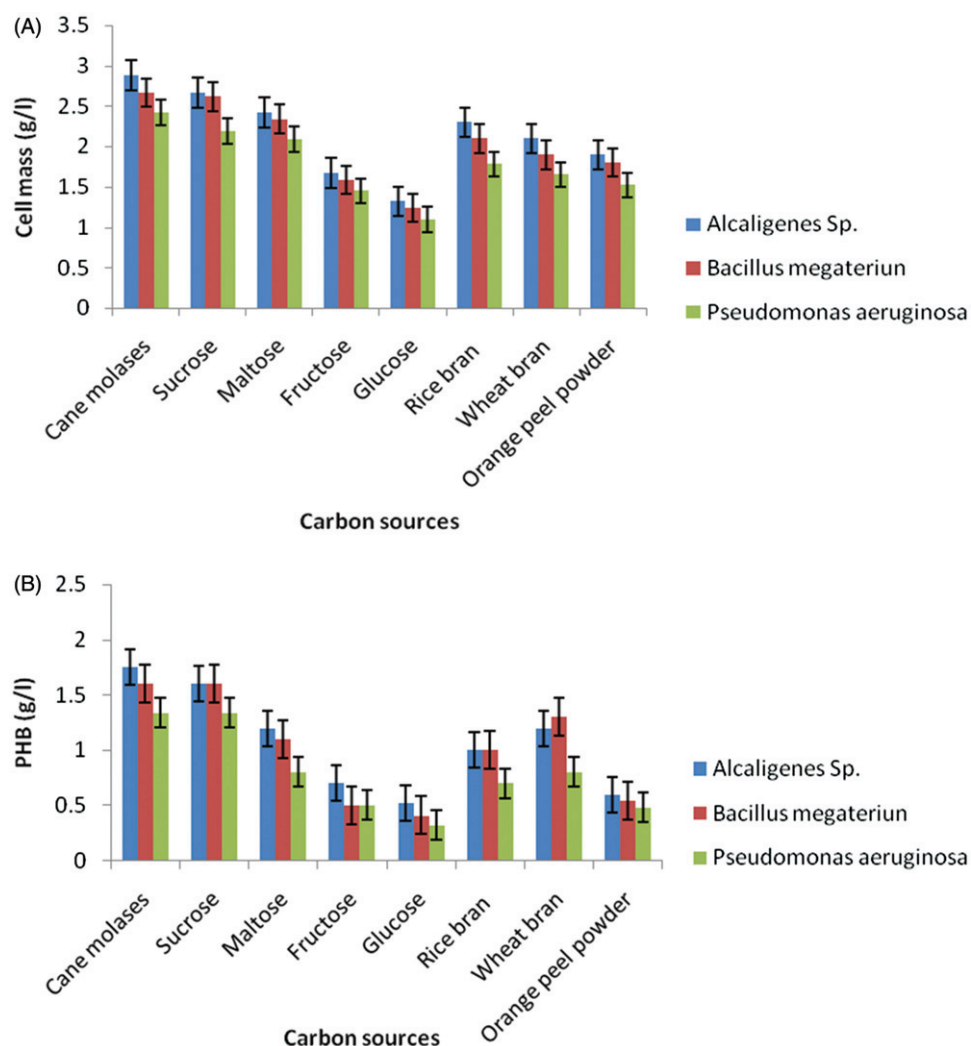 (A)
3.5
3
2.5
2
1.5
1
0.5
0
Cell mass (g/l)
Cane molases
Sucrose
Maltose
Fructose
Glucose
Rice bran
Wheat bran
Orange peel powder
Carbon sources
Alcaligenes Sp.
Bacillus megateriun
Pseudomonas aeruginosa
(B)
2.5
2
1.5
1
0.5
0
PHB (g/l)
Cane molases
Sucrose
Maltose
Fructose
Glucose
Rice bran
Wheat bran
Orange peel powder
Carbon sources
Alcaligenes Sp.
Bacillus megateriun
Pseudomonas aeruginosa